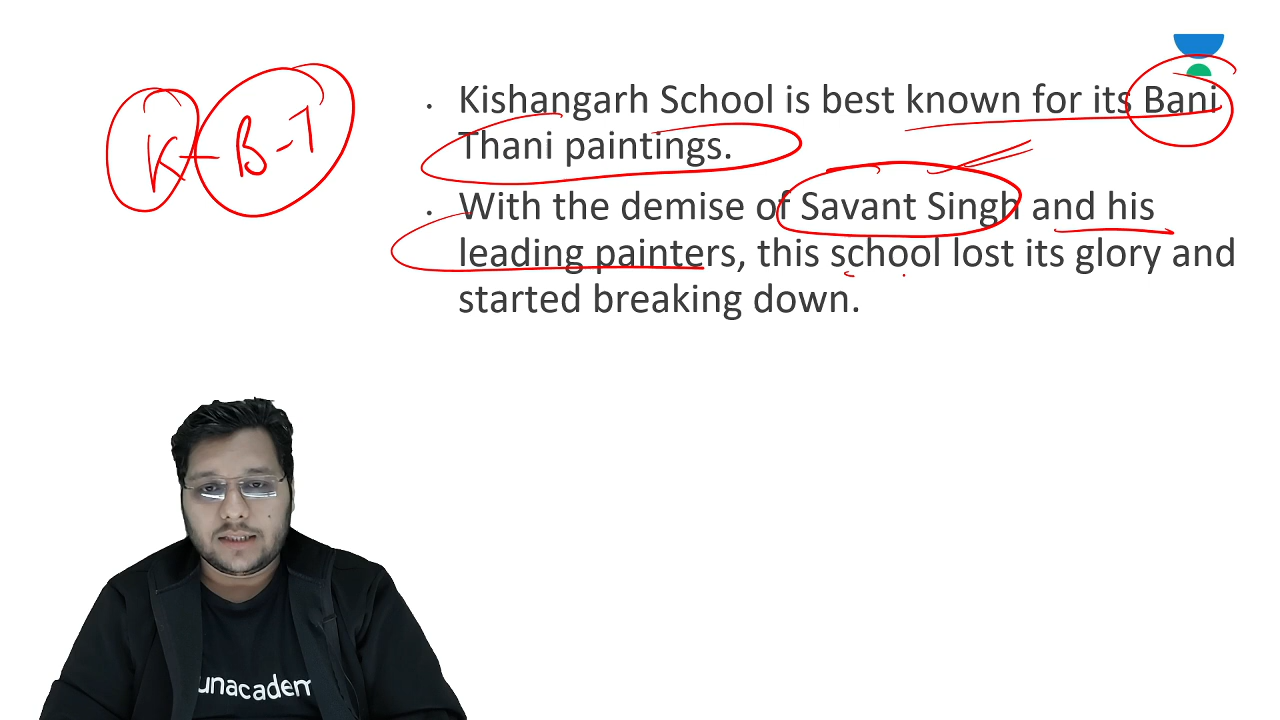 K - B - T
• Kishangarh School is best known for its Bani
Thani paintings.
• With the demise of Savant Singh and his
leading painters, this school lost its glory and
started breaking down.
unacadem